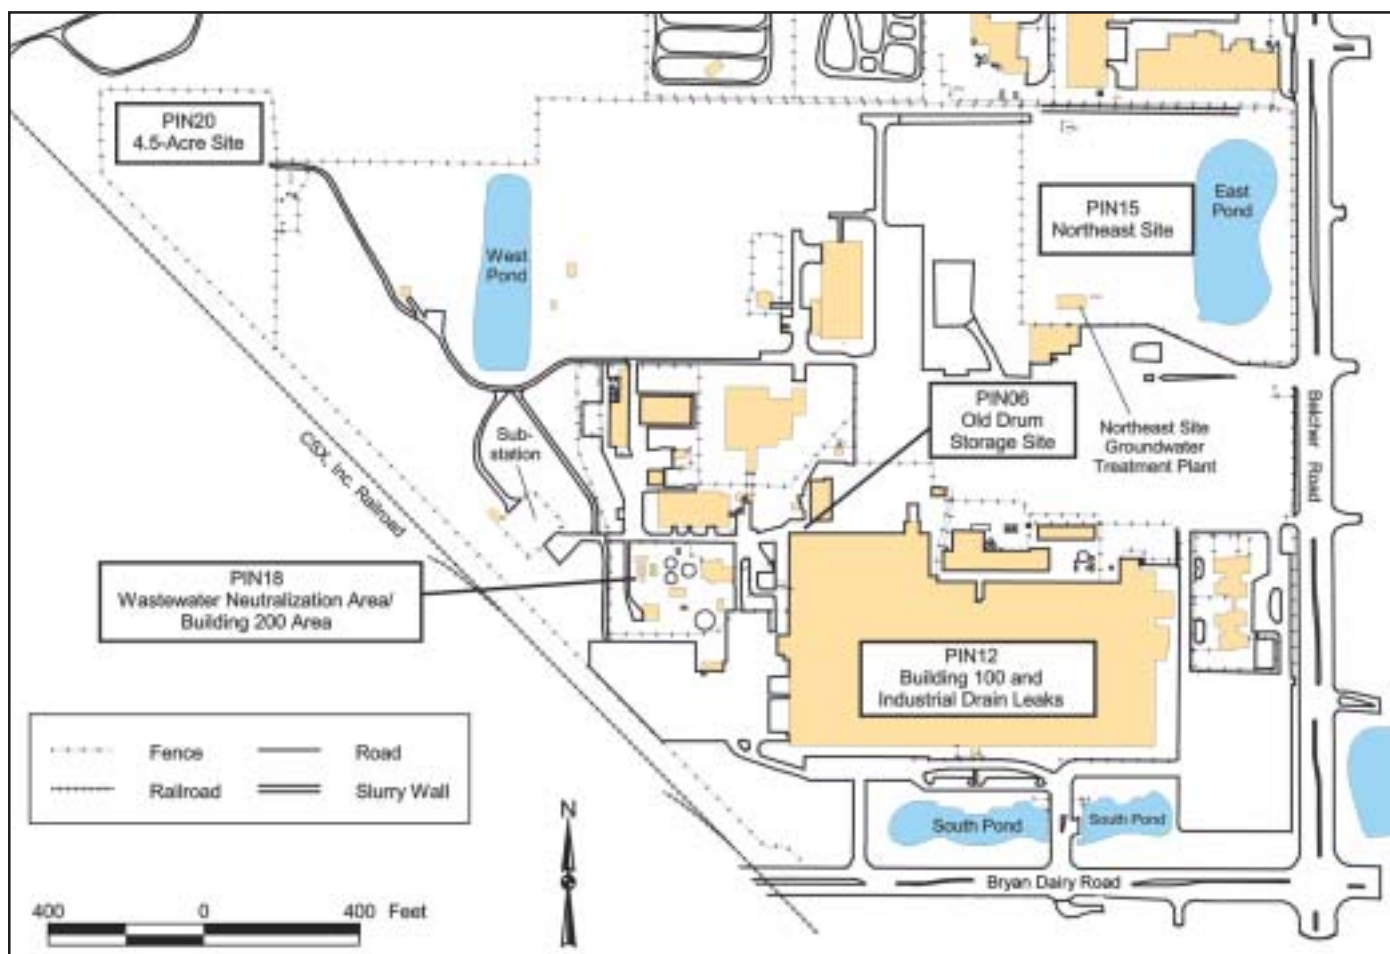 PIN20
4.5-Acre Site
West
Pond
PIN15
Northeast Site
East
Pond
PIN06
Old Drum
Storage Site
Northeast Site
Groundwater
Treatment Plant
Belcher Road
Sub-
station
CSX, Inc. Railroad
PIN18
Wastewater Neutralization Area/
Building 200 Area
PIN12
Building 100 and
Industrial Drain Leaks
Fence
Road
Railroad
Slurry Wall
N
South Pond
South Pond
Bryan Dairy Road
400 0 400 Feet